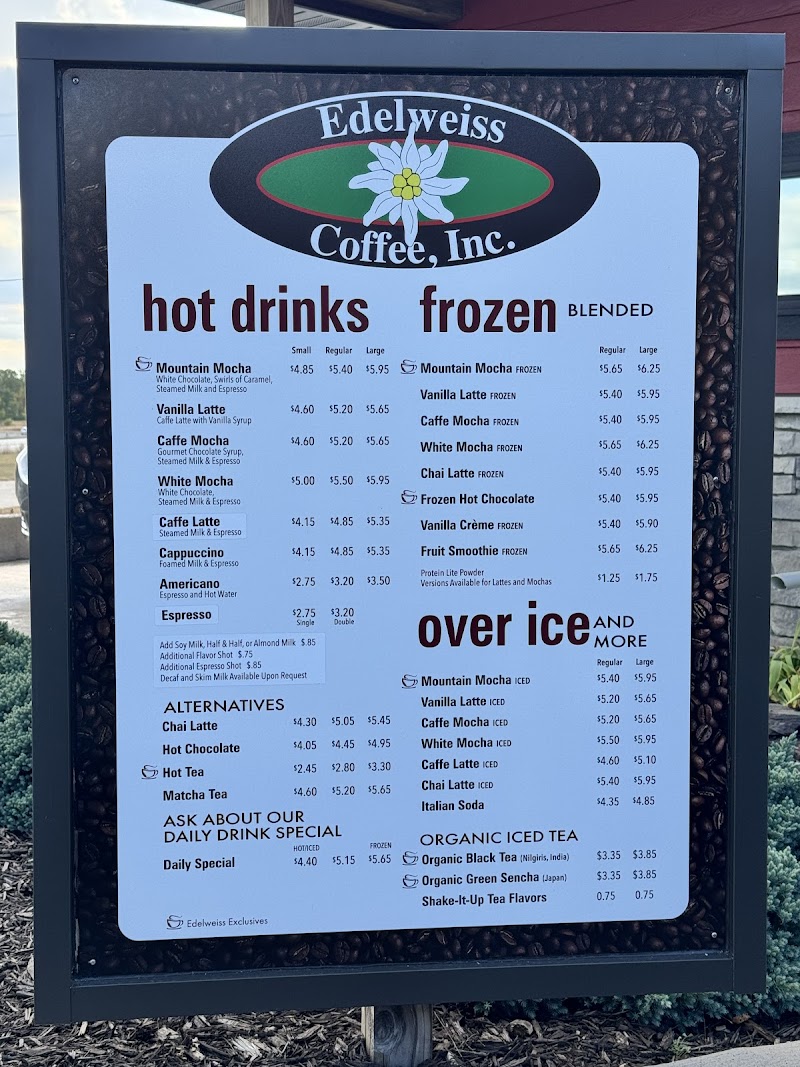 Edelweiss
Coffee, Inc.
hot drinks
Small Regular Large
Mountain Mocha $4.85 $5.40 $5.95
White Chocolate, Swirls of Caramel,
Steamed Milk and Espresso
Vanilla Latte $4.60 $5.20 $5.65
Caffe Latte with Vanilla Syrup
Caffe Mocha $4.60 $5.20 $5.65
Gourmet Chocolate Syrup,
Steamed Milk & Espresso
White Mocha $5.00 $5.50 $5.95
White Chocolate,
Steamed Milk & Espresso
Caffe Latte $4.15 $4.85 $5.35
Steamed Milk & Espresso
Cappuccino $4.15 $4.85 $5.35
Foamed Milk & Espresso
Americano $2.75 $3.20 $3.50
Espresso and Hot Water
Espresso $2.75 $3.20
Single Double
Add Soy Milk, Half & Half, or Almond Milk $.85
Additional Flavor Shot $.75
Additional Espresso Shot $.85
Decaf and Skim Milk Available Upon Request
ALTERNATIVES
Chai Latte $4.30 $5.05 $5.45
Hot Chocolate $4.05 $4.45 $4.95
Hot Tea $2.45 $2.80 $3.30
Matcha Tea $4.60 $5.20 $5.65
ASK ABOUT OUR
DAILY DRINK SPECIAL
HOT/ICED FROZEN
Daily Special $4.40 $5.15 $5.65
Edelweiss Exclusives
frozen BLENDED
Regular Large
Mountain Mocha FROZEN $5.65 $6.25
Vanilla Latte FROZEN $5.40 $5.95
Caffe Mocha FROZEN $5.40 $5.95
White Mocha FROZEN $5.65 $6.25
Chai Latte FROZEN $5.40 $5.95
Frozen Hot Chocolate $5.40 $5.95
Vanilla Crème FROZEN $5.40 $5.90
Fruit Smoothie FROZEN $5.65 $6.25
Protein Lite Powder
Versions Available for Lattes and Mochas $1.25 $1.75
over ice AND
MORE
Regular Large
Mountain Mocha ICED $5.40 $5.95
Vanilla Latte ICED $5.20 $5.65
Caffe Mocha ICED $5.20 $5.65
White Mocha ICED $5.50 $5.95
Caffe Latte ICED $4.60 $5.10
Chai Latte ICED $5.40 $5.95
Italian Soda $4.35 $4.85
ORGANIC ICED TEA
Organic Black Tea (Nilgiris, India) $3.35 $3.85
Organic Green Sencha (Japan) $3.35 $3.85
Shake-It-Up Tea Flavors 0.75 0.75